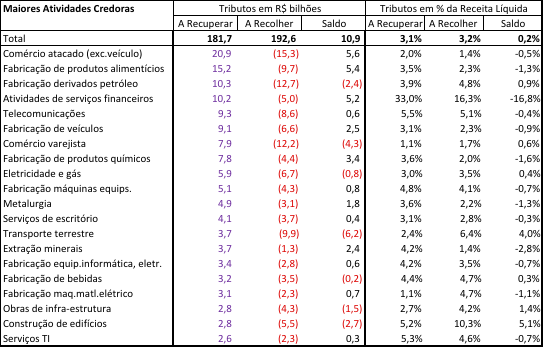 Maiores Atividades Credoras Tributos em R$ bilhões Tributos em % da Receita Líquida
A Recuperar A Recolher Saldo A Recuperar A Recolher Saldo
Total 181,7 192,6 10,9 3,1% 3,2% 0,2%
Comércio atacado (exc.veículo) 20,9 (15,3) 5,6 2,0% 1,4% -0,5%
Fabricação de produtos alimentícios 15,2 (9,7) 5,4 3,5% 2,3% -1,3%
Fabricação derivados petróleo 10,3 (12,7) (2,4) 3,9% 4,8% 0,9%
Atividades de serviços financeiros 10,2 (5,0) 5,2 33,0% 16,3% -16,8%
Telecomunicações 9,3 (8,6) 0,6 5,5% 5,1% -0,4%
Fabricação de veículos 9,1 (6,6) 2,5 3,1% 2,3% -0,9%
Comércio varejista 7,9 (12,2) (4,3) 1,1% 1,7% 0,6%
Fabricação de produtos químicos 7,8 (4,4) 3,4 3,6% 2,0% -1,6%
Eletricidade e gás 5,9 (6,7) (0,8) 3,0% 3,5% 0,4%
Fabricação máquinas equips. 5,1 (4,3) 0,8 4,8% 4,1% -0,7%
Metalurgia 4,9 (3,1) 1,8 3,6% 2,2% -1,3%
Serviços de escritório 4,1 (3,7) 0,4 3,1% 2,8% -0,3%
Transporte terrestre 3,7 (9,9) (6,2) 2,4% 6,4% 4,0%
Extração minerais 3,7 (1,3) 2,4 4,2% 1,4% -2,8%
Fabricação equip.informática, eletr. 3,4 (2,8) 0,6 4,2% 3,5% -0,7%
Fabricação de bebidas 3,2 (3,5) (0,2) 4,4% 4,7% 0,3%
Fabricação maq.matl.elétrico 3,1 (2,3) 0,7 1,1% 4,7% -1,1%
Obras de infra-estrutura 2,8 (4,3) (1,5) 2,7% 4,2% 1,4%
Construção de edifícios 2,8 (5,5) (2,7) 5,2% 10,3% 5,1%
Serviços TI 2,6 (2,3) 0,3 5,3% 4,6% -0,7%